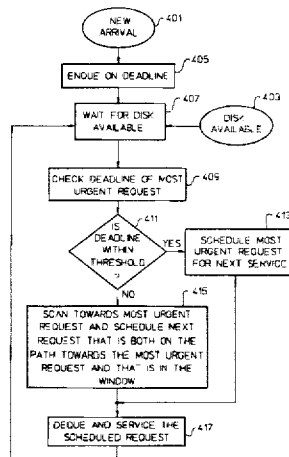 NEW
ARRIVAL
401
ENQUE ON DEADLINE
405
WAIT FOR DISK
AVAILABLE
407
DISK
AVAILABLE
403
CHECK DEADLINE OF MOST
URGENT REQUEST
409
IS
DEADLINE
WITHIN
THRESHOLD
?
411
YES
SCHEDULE MOST
URGENT REQUEST
FOR NEXT SERVICE
413
NO
415
SCAN TOWARDS MOST URGENT
REQUEST AND SCHEDULE NEXT
REQUEST THAT IS BOTH ON THE
PATH TOWARDS THE MOST URGENT
REQUEST AND THAT IS IN THE
WINDOW
DEQUE AND SERVICE THE
SCHEDULED REQUEST
417